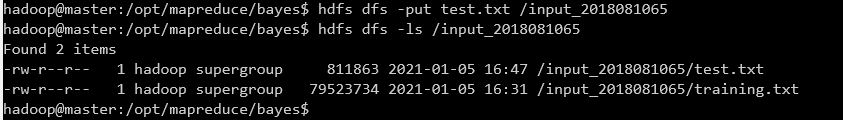 hadoop@master:/opt/mapreduce/bayes$ hdfs dfs -put test.txt /input_2018081065
hadoop@master:/opt/mapreduce/bayes$ hdfs dfs -ls /input_2018081065
Found 2 items
-rw-r--r--   1 hadoop supergroup     811863 2021-01-05 16:47 /input_2018081065/test.txt
-rw-r--r--   1 hadoop supergroup   79523734 2021-01-05 16:31 /input_2018081065/training.txt
hadoop@master:/opt/mapreduce/bayes$